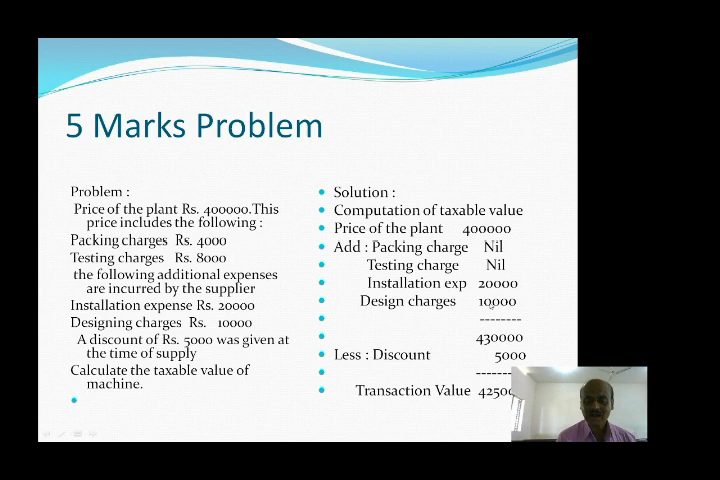 5 Marks Problem
Problem :
Price of the plant Rs. 400000.This
price includes the following :
Packing charges Rs. 4000
Testing charges Rs. 8000
the following additional expenses
are incurred by the supplier
Installation expense Rs. 20000
Designing charges Rs. 10000
A discount of Rs. 5000 was given at
the time of supply
Calculate the taxable value of
machine.
Solution :
Computation of taxable value
Price of the plant 400000
Add : Packing charge Nil
Testing charge Nil
Installation exp 20000
Design charges 10000
--------
430000
Less : Discount 5000
-------
Transaction Value